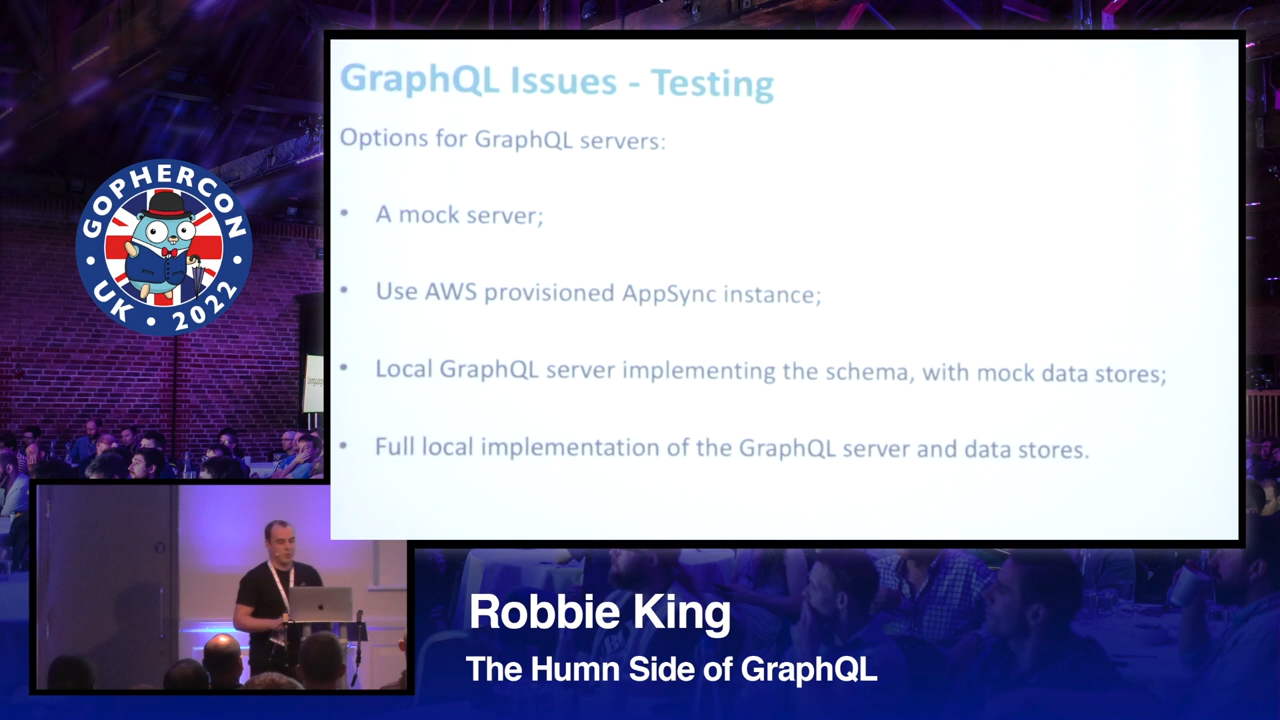 GraphQL Issues - Testing
Options for GraphQL servers:
• A mock server;
• Use AWS provisioned AppSync instance;
• Local GraphQL server implementing the schema, with mock data stores;
• Full local implementation of the GraphQL server and data stores.
GOPHERCON
UK • 2022
Robbie King
The Humn Side of GraphQL